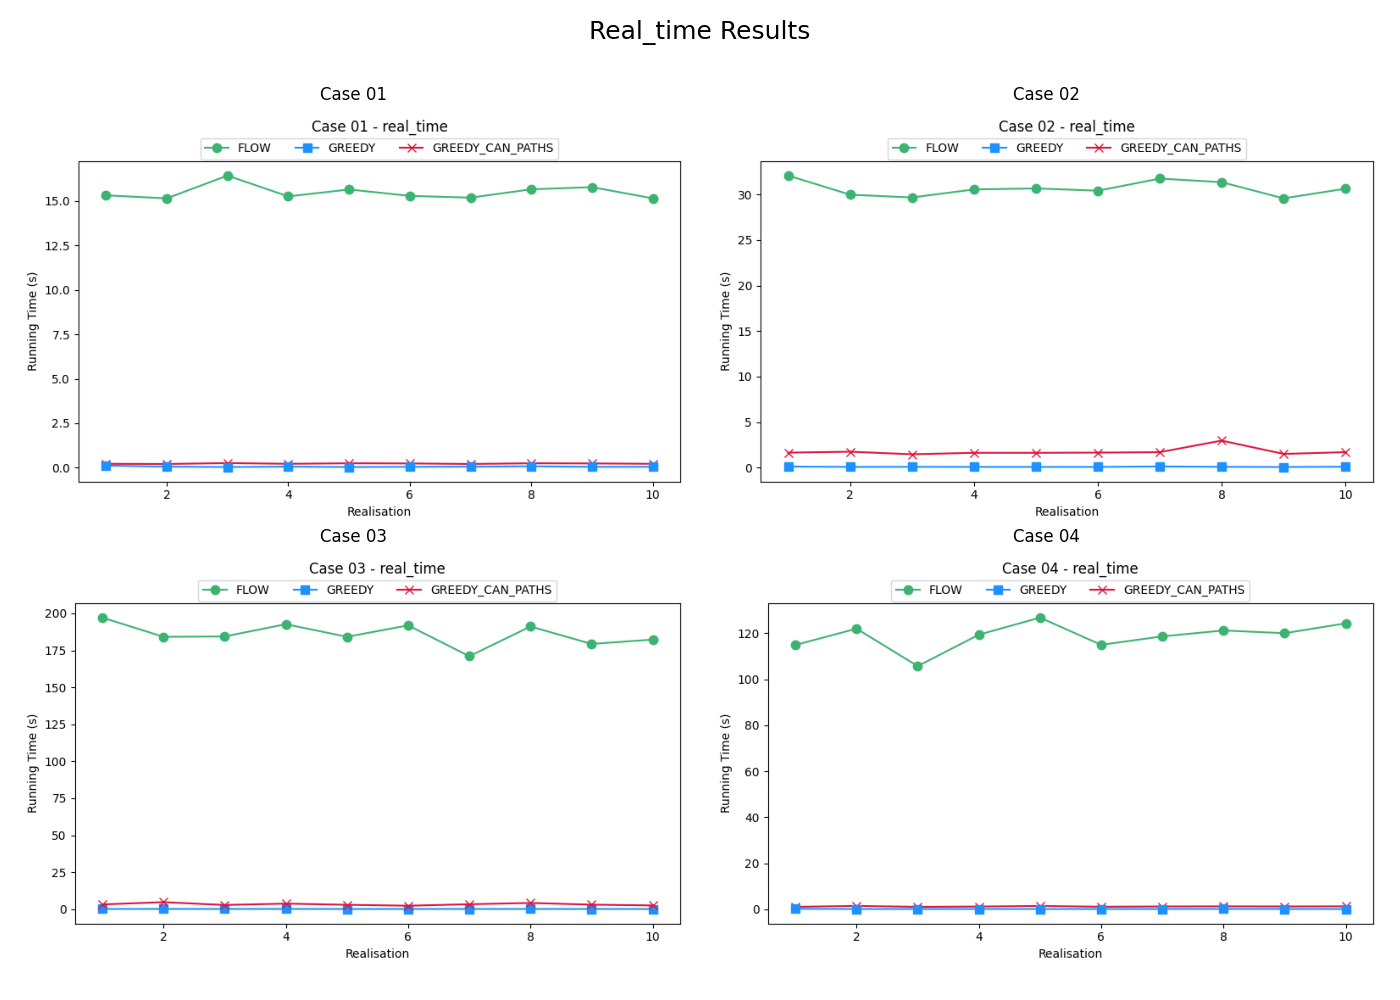 Real_time Results
Case 01
Case 01 - real_time
FLOW GREEDY GREEDY_CAN_PATHS
15.0
12.5
10.0
7.5
5.0
2.5
0.0
Running Time (s)
2 4 6 8 10
Realisation
Case 02
Case 02 - real_time
FLOW GREEDY GREEDY_CAN_PATHS
30
25
20
15
10
5
0
Running Time (s)
2 4 6 8 10
Realisation
Case 03
Case 03 - real_time
FLOW GREEDY GREEDY_CAN_PATHS
200
175
150
125
100
75
50
25
0
Running Time (s)
2 4 6 8 10
Realisation
Case 04
Case 04 - real_time
FLOW GREEDY GREEDY_CAN_PATHS
120
100
80
60
40
20
0
Running Time (s)
2 4 6 8 10
Realisation